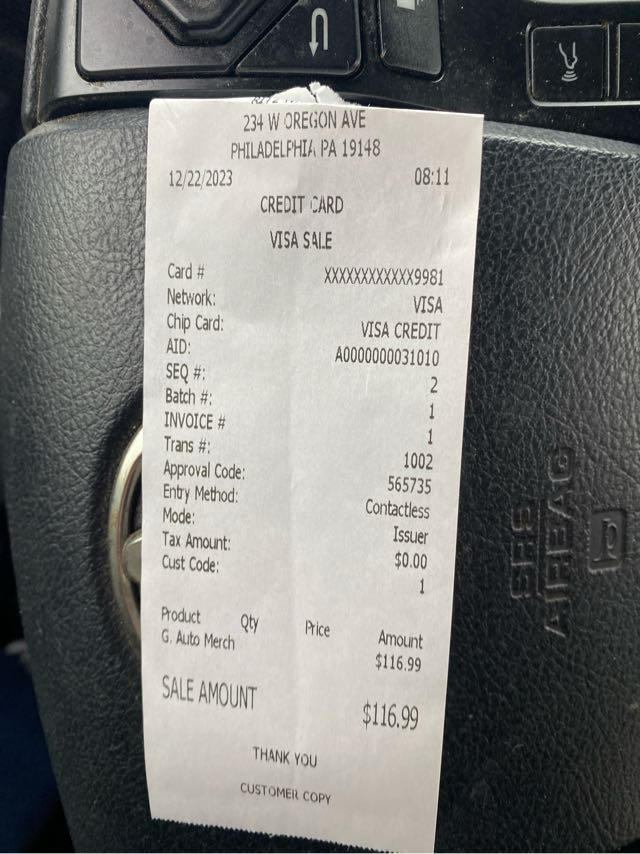 234 W OREGON AVE
PHILADELPHIA PA 19148
12/22/2023 08:11
CREDIT CARD
VISA SALE
Card # XXXXXXXXXXXX9981
Network: VISA
Chip Card: VISA CREDIT
AID: A0000000031010
SEQ #: 2
Batch #: 1
INVOICE # 1
Trans #: 1002
Approval Code: 565735
Entry Method: Contactless
Mode: Issuer
Tax Amount: $0.00
Cust Code: 1
Product Qty Price Amount
G. Auto Merch $116.99
SALE AMOUNT $116.99
THANK YOU
CUSTOMER COPY
SRS
AIRBAG